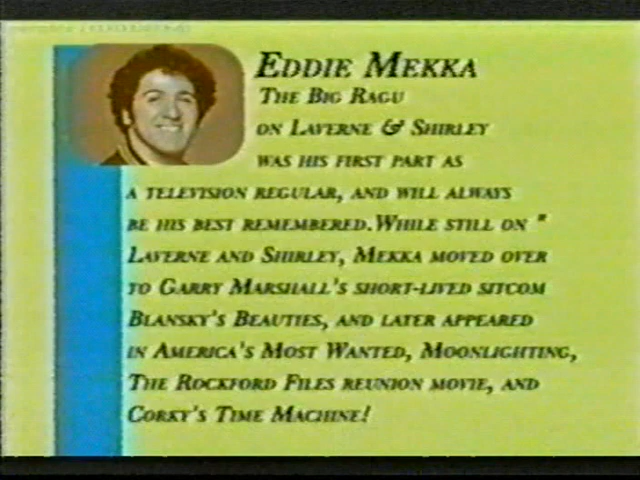 EDDIE MEKKA
THE BIG RAGU
ON LAVERNE & SHIRLEY
WAS HIS FIRST PART AS
A TELEVISION REGULAR, AND WILL ALWAYS
BE HIS BEST REMEMBERED. WHILE STILL ON "
LAVERNE AND SHIRLEY, MEKKA MOVED OVER
TO GARRY MARSHALL'S SHORT-LIVED SITCOM
BLANSKY'S BEAUTIES, AND LATER APPEARED
IN AMERICA'S MOST WANTED, MOONLIGHTING,
THE ROCKFORD FILES REUNION MOVIE, AND
CORKY'S TIME MACHINE!